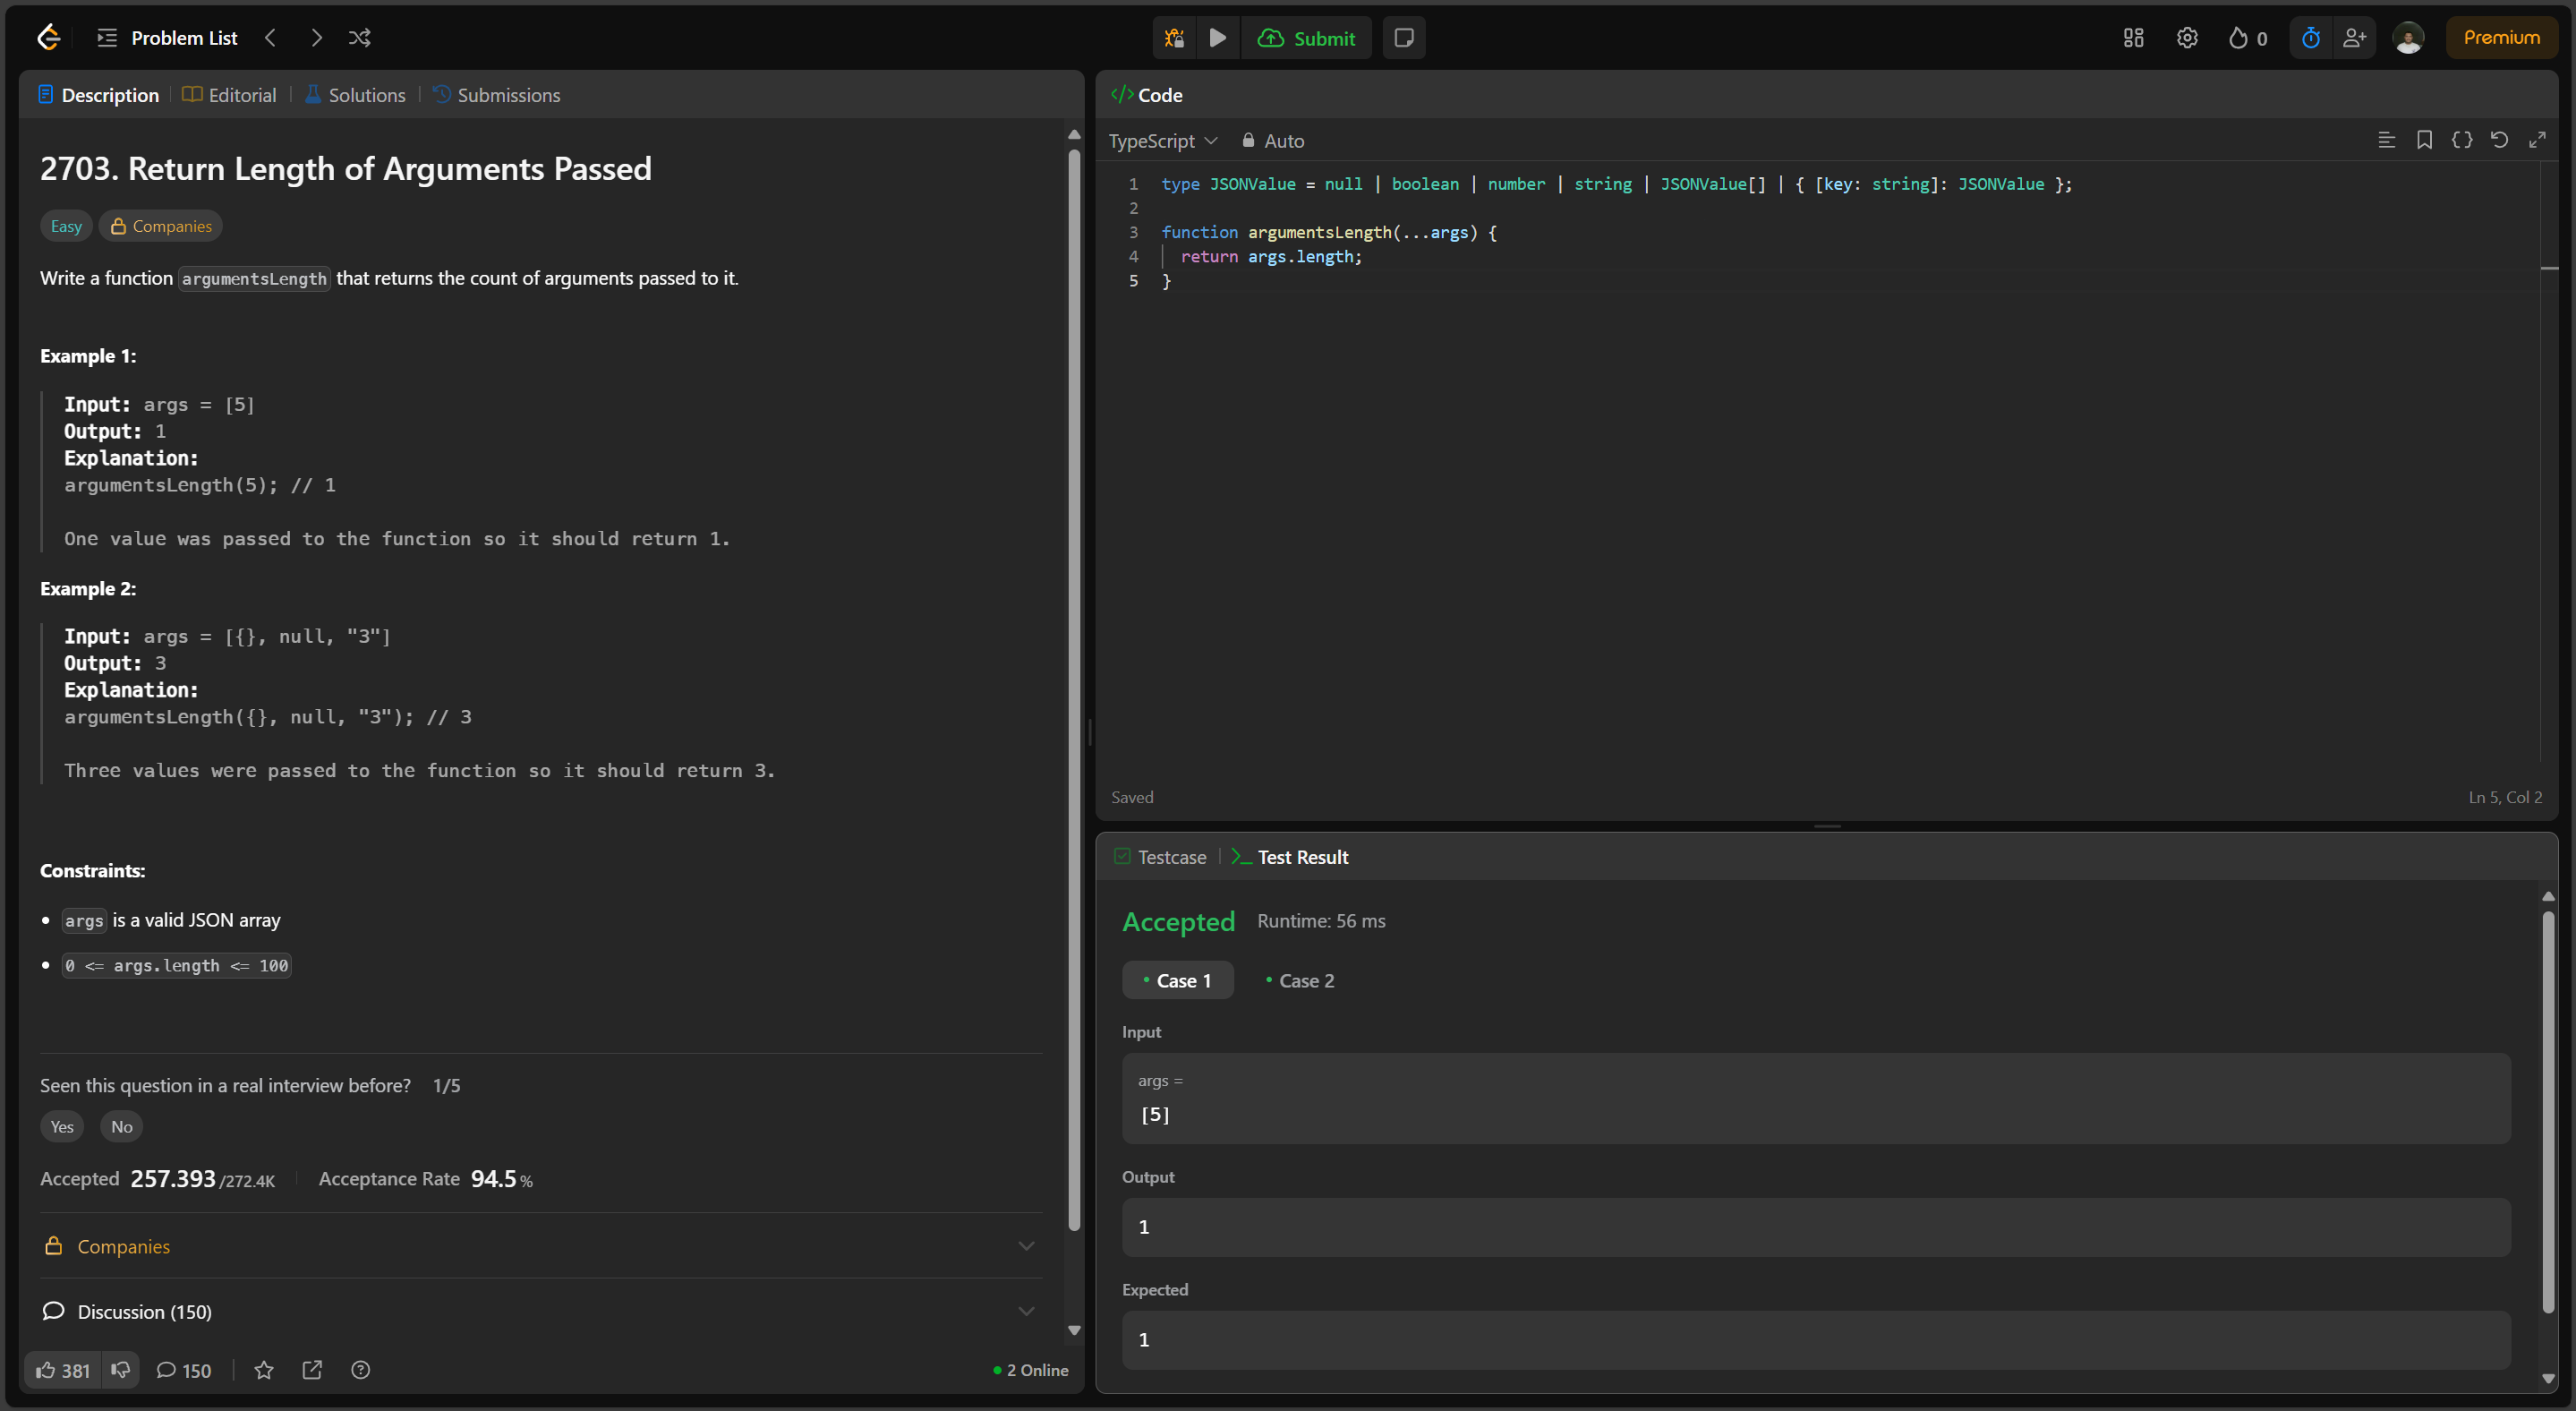 Problem List
Submit
0
Premium
Description
Editorial
Solutions
Submissions
2703. Return Length of Arguments Passed
Easy
Companies
Write a function argumentsLength that returns the count of arguments passed to it.
Example 1:
Input: args = [5]
Output: 1
Explanation:
argumentsLength(5); // 1
One value was passed to the function so it should return 1.
Example 2:
Input: args = [{}, null, "3"]
Output: 3
Explanation:
argumentsLength({}, null, "3"); // 3
Three values were passed to the function so it should return 3.
Constraints:
• args is a valid JSON array
• 0 <= args.length <= 100
Seen this question in a real interview before? 1/5
Yes No
Accepted 257.393 /272.4K Acceptance Rate 94.5 %
Companies
Discussion (150)
381 150 2 Online
</> Code
TypeScript Auto
1 type JSONValue = null | boolean | number | string | JSONValue[] | { [key: string]: JSONValue };
2
3 function argumentsLength(...args) {
4 return args.length;
5 }
Saved Ln 5, Col 2
Testcase
Test Result
Accepted Runtime: 56 ms
• Case 1 • Case 2
Input
args =
[5]
Output
1
Expected
1